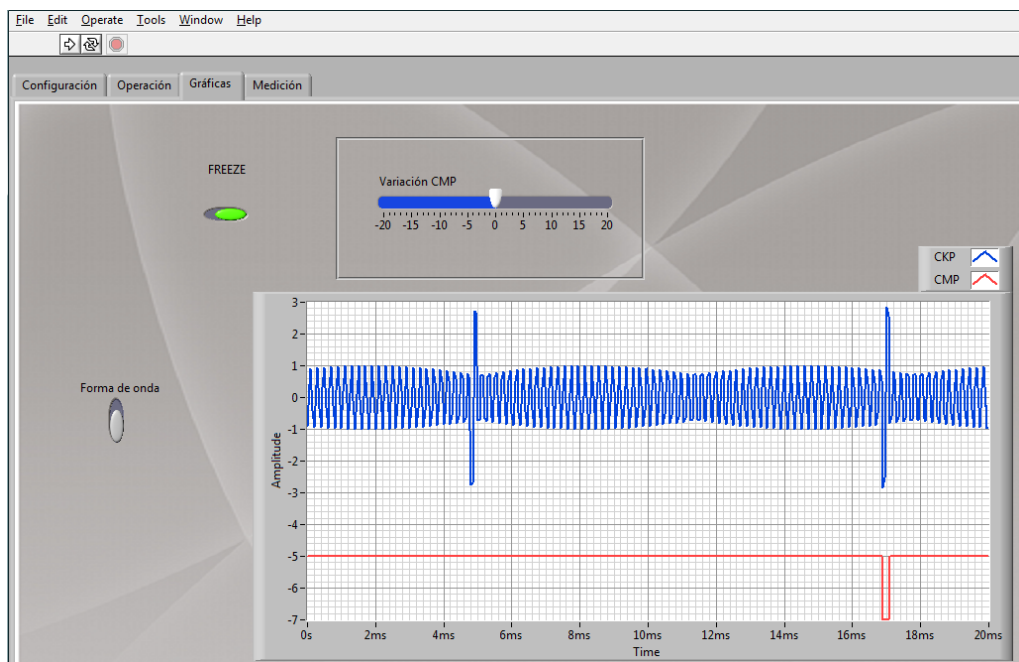 File Edit Operate Tools Window Help
Configuración Operación Gráficas Medición
FREEZE
Variación CMP
-20 -15 -10 -5 0 5 10 15 20
CKP
CMP
Forma de onda
Amplitude
3
2
1
0
-1
-2
-3
-4
-5
-6
-7
0s 2ms 4ms 6ms 8ms 10ms 12ms 14ms 16ms 18ms 20ms
Time